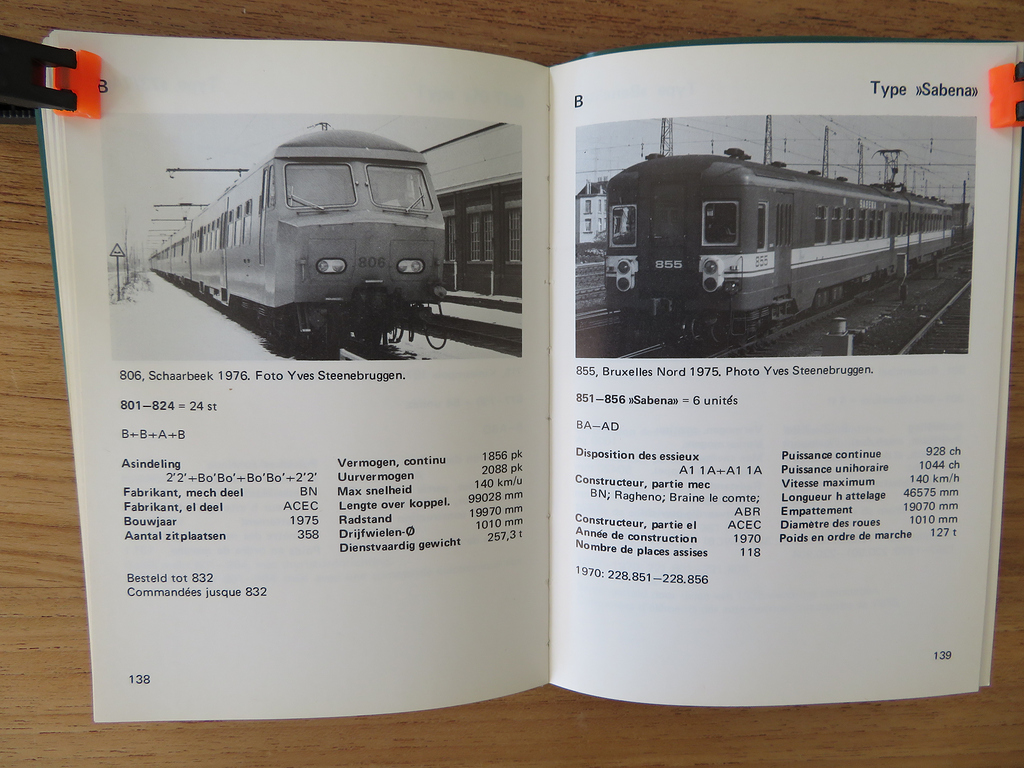 B
806
806, Schaarbeek 1976. Foto Yves Steenebruggen.
801—824 = 24 st
B+B+A+B
Asindeling
2'2'+Bo'Bo'+Bo'Bo'+2'2'
Fabrikant, mech deel BN
Fabrikant, el deel ACEC
Bouwjaar 1975
Aantal zitplaatsen 358
Vermogen, continu 1856 pk
Uurvermogen 2088 pk
Max snelheid 140 km/u
Lengte over koppel. 99028 mm
Radstand 19970 mm
Drijfwielen-Ø 1010 mm
Dienstvaardig gewicht 257,3 t
Besteld tot 832
Commandées jusque 832
138
B
Type »Sabena»
SABENA
855
855
855, Bruxelles Nord 1975. Photo Yves Steenebruggen.
851—856 »Sabena» = 6 unités
BA—AD
Disposition des essieux
A1 1A+A1 1A
Constructeur, partie mec
BN; Ragheno; Braine le comte;
ABR
Constructeur, partie el ACEC
Année de construction 1970
Nombre de places assises 118
Puissance continue 928 ch
Puissance unihoraire 1044 ch
Vitesse maximum 140 km/h
Longueur h attelage 46575 mm
Empattement 19070 mm
Diamètre des roues 1010 mm
Poids en ordre de marche 127 t
1970: 228.851—228.856
139